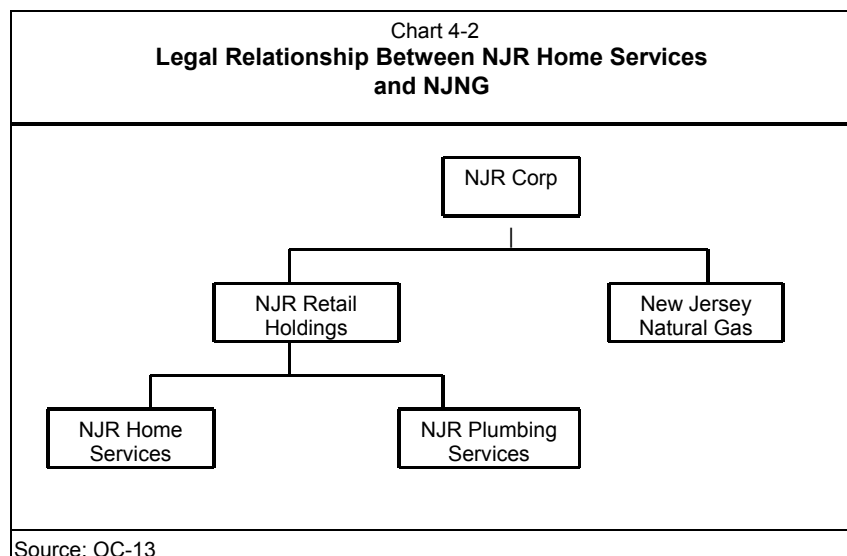 Chart 4-2
Legal Relationship Between NJR Home Services
and NJNG
NJR Corp
NJR Retail
Holdings
New Jersey
Natural Gas
NJR Home
Services
NJR Plumbing
Services
Source: OC-13